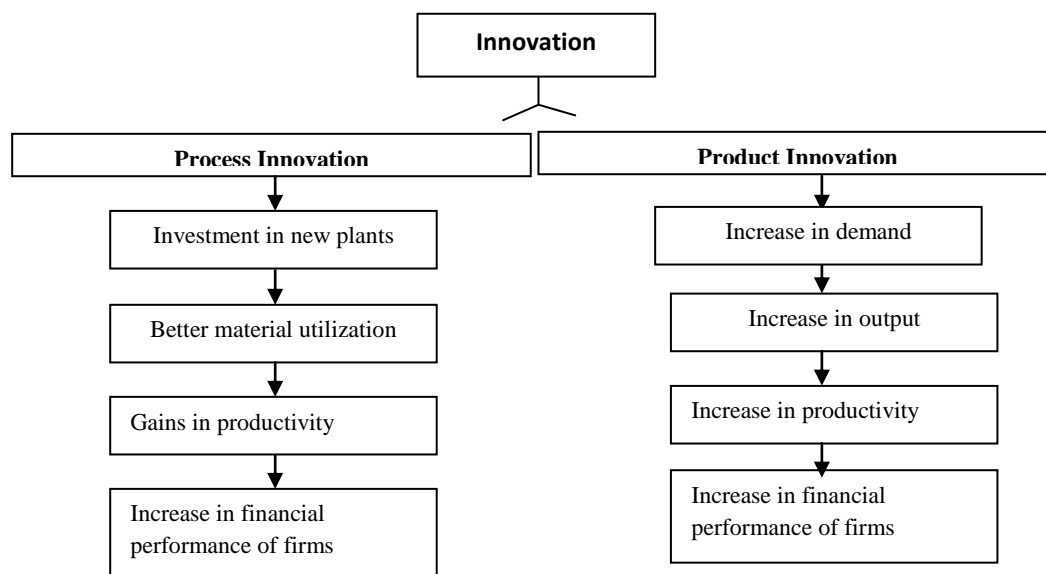 Innovation
Process Innovation
Product Innovation
Investment in new plants
Increase in demand
Better material utilization
Increase in output
Gains in productivity
Increase in productivity
Increase in financial
performance of firms
Increase in financial
performance of firms